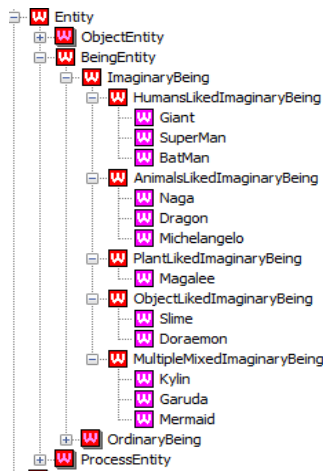 Entity
ObjectEntity
BeingEntity
ImaginaryBeing
HumansLikedImaginaryBeing
Giant
SuperMan
BatMan
AnimalsLikedImaginaryBeing
Naga
Dragon
Michelangelo
PlantLikedImaginaryBeing
Magalee
ObjectLikedImaginaryBeing
Slime
Doraemon
MultipleMixedImaginaryBeing
Kylin
Garuda
Mermaid
OrdinaryBeing
ProcessEntity